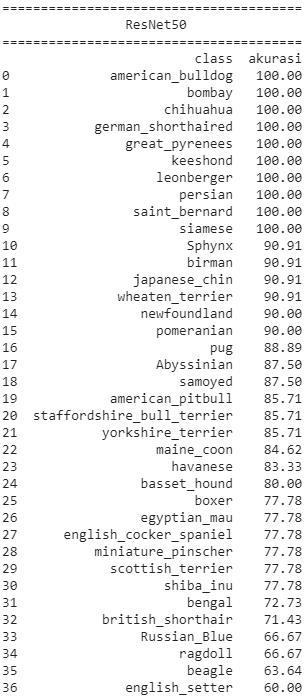 ========================================
ResNet50
========================================
class akurasi
0 american_bulldog 100.00
1 bombay 100.00
2 chihuahua 100.00
3 german_shorthaired 100.00
4 great_pyrenees 100.00
5 keeshond 100.00
6 leonberger 100.00
7 persian 100.00
8 saint_bernard 100.00
9 siamese 100.00
10 Sphynx 90.91
11 birman 90.91
12 japanese_chin 90.91
13 wheaten_terrier 90.91
14 newfoundland 90.00
15 pomeranian 90.00
16 pug 88.89
17 Abyssinian 87.50
18 samoyed 87.50
19 american_pitbull 85.71
20 staffordshire_bull_terrier 85.71
21 yorkshire_terrier 85.71
22 maine_coon 84.62
23 havanese 83.33
24 basset_hound 80.00
25 boxer 77.78
26 egyptian_mau 77.78
27 english_cocker_spaniel 77.78
28 miniature_pinscher 77.78
29 scottish_terrier 77.78
30 shiba_inu 77.78
31 bengal 72.73
32 british_shorthair 71.43
33 Russian_Blue 66.67
34 ragdoll 66.67
35 beagle 63.64
36 english_setter 60.00